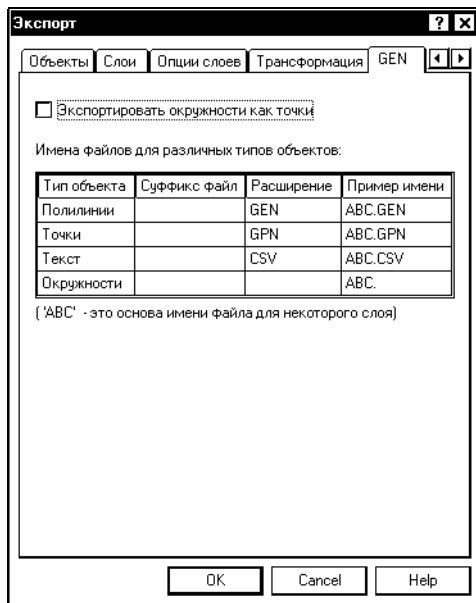 Экспорт
Объекты Слои Опции слоев Трансформация GEN
Экспортировать окружности как точки
Имена файлов для различных типов объектов:
Тип объекта Суффикс файл Расширение Пример имени
Полилинии GEN ABC.GEN
Точки GPN ABC.GPN
Текст CSV ABC.CSV
Окружности ABC.
( 'ABC' - это основа имени файла для некоторого слоя)
OK Cancel Help